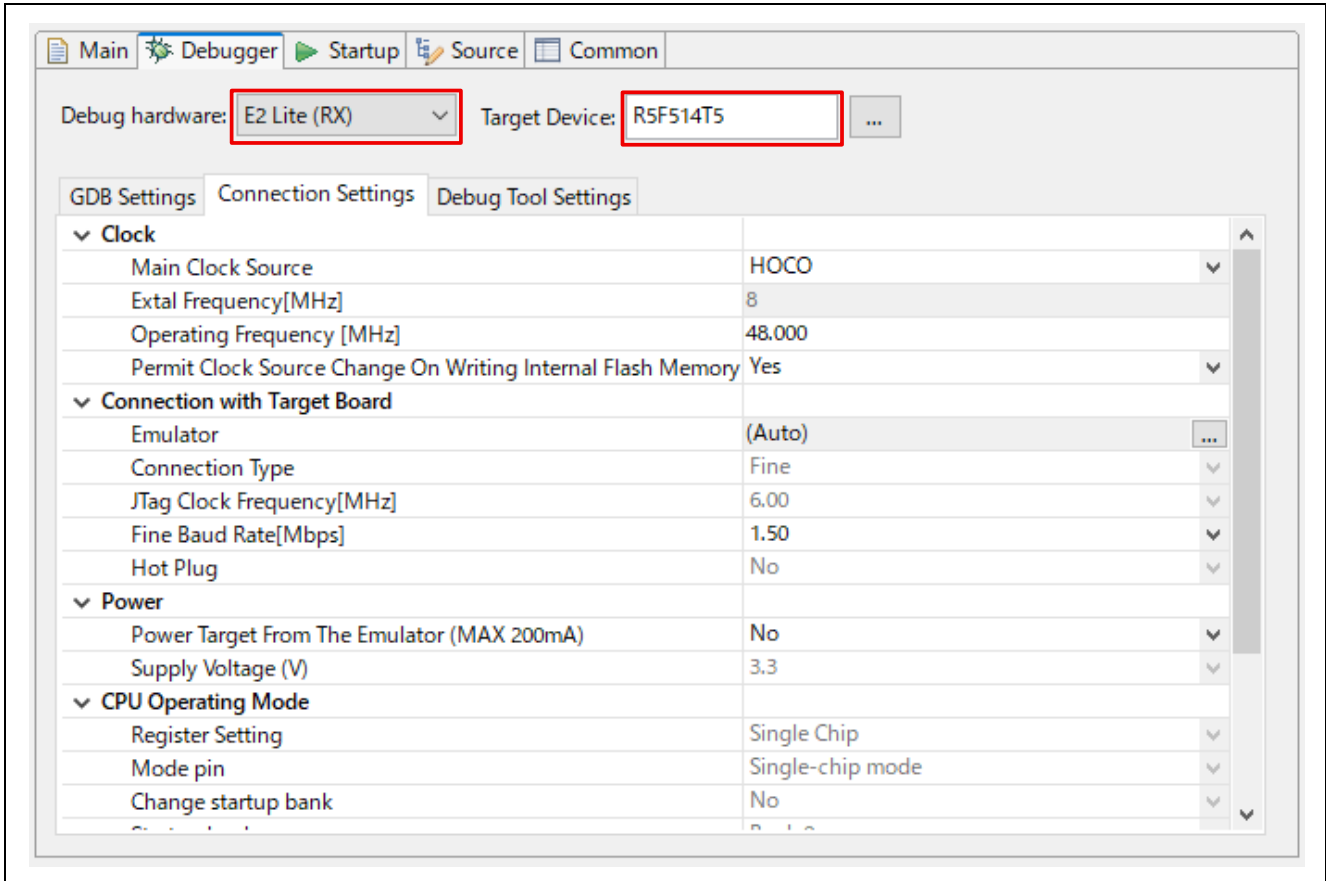 Main Debugger Startup Source Common
Debug hardware: E2 Lite (RX) Target Device: R5F514T5 ...
GDB Settings Connection Settings Debug Tool Settings
Clock
Main Clock Source HOCO
Extal Frequency[MHz] 8
Operating Frequency [MHz] 48.000
Permit Clock Source Change On Writing Internal Flash Memory Yes
Connection with Target Board
Emulator (Auto) ...
Connection Type Fine
JTag Clock Frequency[MHz] 6.00
Fine Baud Rate[Mbps] 1.50
Hot Plug No
Power
Power Target From The Emulator (MAX 200mA) No
Supply Voltage (V) 3.3
CPU Operating Mode
Register Setting Single Chip
Mode pin Single-chip mode
Change startup bank No